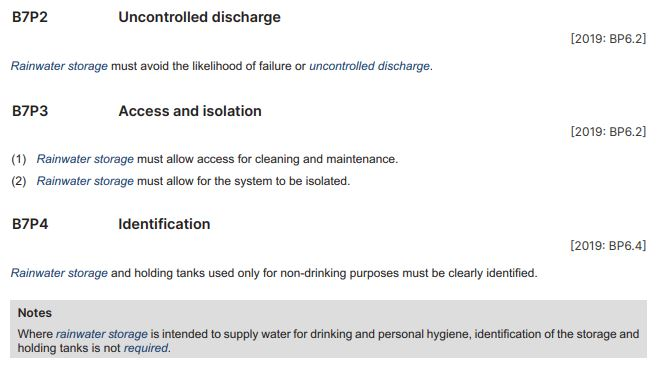 B7P2 Uncontrolled discharge
[2019: BP6.2]
Rainwater storage must avoid the likelihood of failure or uncontrolled discharge.
B7P3 Access and isolation
[2019: BP6.2]
(1) Rainwater storage must allow access for cleaning and maintenance.
(2) Rainwater storage must allow for the system to be isolated.
B7P4 Identification
[2019: BP6.4]
Rainwater storage and holding tanks used only for non-drinking purposes must be clearly identified.
Notes
Where rainwater storage is intended to supply water for drinking and personal hygiene, identification of the storage and
holding tanks is not required.